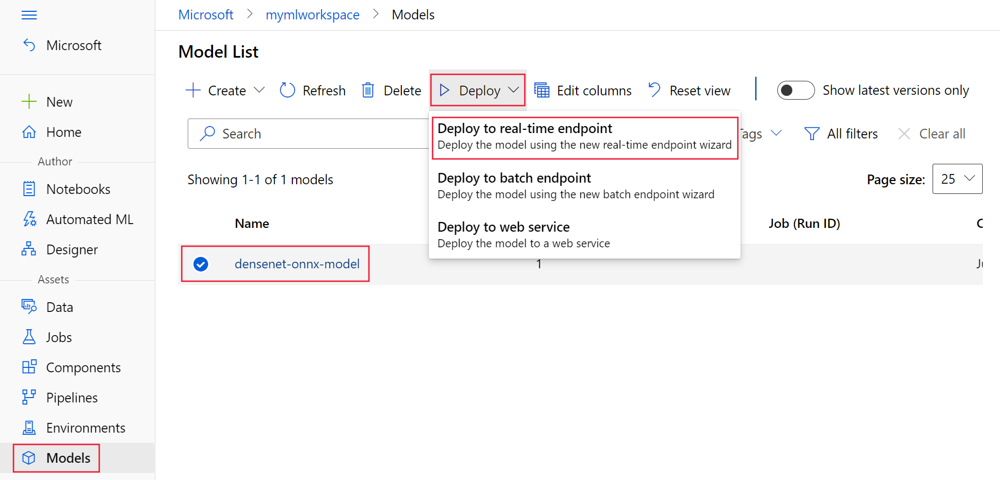 Microsoft > mymlworkspace > Models
Microsoft
New
Home
Author
Notebooks
Automated ML
Designer
Assets
Data
Jobs
Components
Pipelines
Environments
Models
Model List
Create Refresh Delete Deploy Edit columns Reset view Show latest versions only
Search
All filters Clear all
Deploy to real-time endpoint
Deploy the model using the new real-time endpoint wizard
Deploy to batch endpoint
Deploy the model using the new batch endpoint wizard
Deploy to web service
Deploy the model to a web service
Showing 1-1 of 1 models
Page size: 25
Name Job (Run ID)
densenet-onnx-model 1